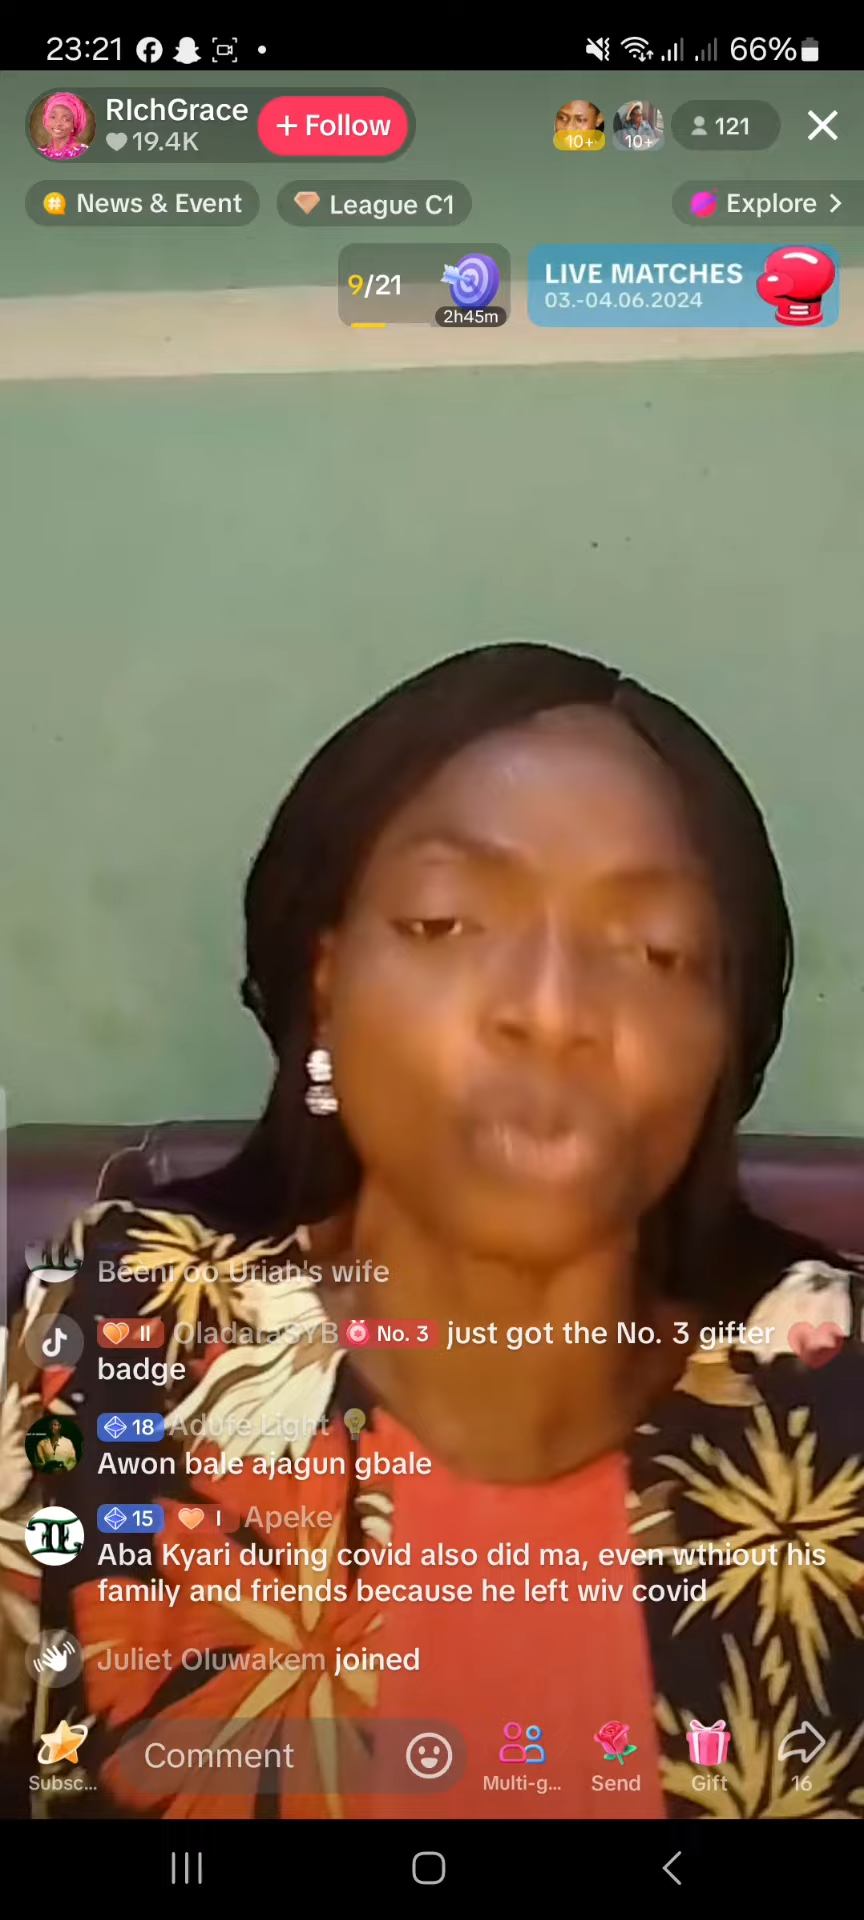 23:21
66%
RIchGrace
19.4K
+ Follow
10+
10+
121
News & Event
League C1
Explore >
9/21
2h45m
LIVE MATCHES
03.-04.06.2024
Beeni oo Uriah's wife
II OladaraSYB No. 3 just got the No. 3 gifter
badge
18 Adufe Light
Awon bale ajagun gbale
15 I Apeke
Aba Kyari during covid also did ma, even wthiout his
family and friends because he left wiv covid
Juliet Oluwakem joined
Comment
Subsc...
Multi-g...
Send
Gift
16